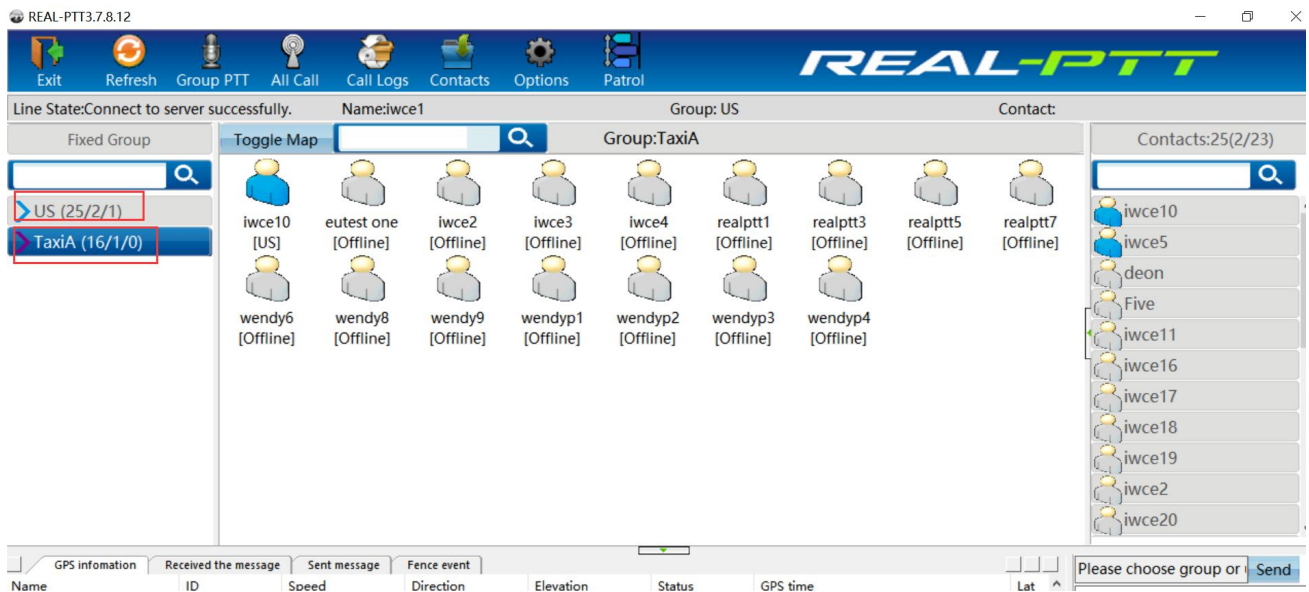 REAL-PTT3.7.8.12
Exit Refresh Group PTT All Call Call Logs Contacts Options Patrol REAL-PTT
Line State:Connect to server successfully. Name:iwce1 Group: US Contact:
Fixed Group Toggle Map Group:TaxiA Contacts:25(2/23)
US (25/2/1)
TaxiA (16/1/0)
iwce10 eutest one iwce2 iwce3 iwce4 realptt1 realptt3 realptt5 realptt7
[US] [Offline] [Offline] [Offline] [Offline] [Offline] [Offline] [Offline] [Offline]
wendy6 wendy8 wendy9 wendyp1 wendyp2 wendyp3 wendyp4
[Offline] [Offline] [Offline] [Offline] [Offline] [Offline] [Offline]
iwce10
iwce5
deon
Five
iwce11
iwce16
iwce17
iwce18
iwce19
iwce2
iwce20
GPS infomation Received the message Sent message Fence event
Name ID Speed Direction Elevation Status GPS time Lat
Please choose group or Send